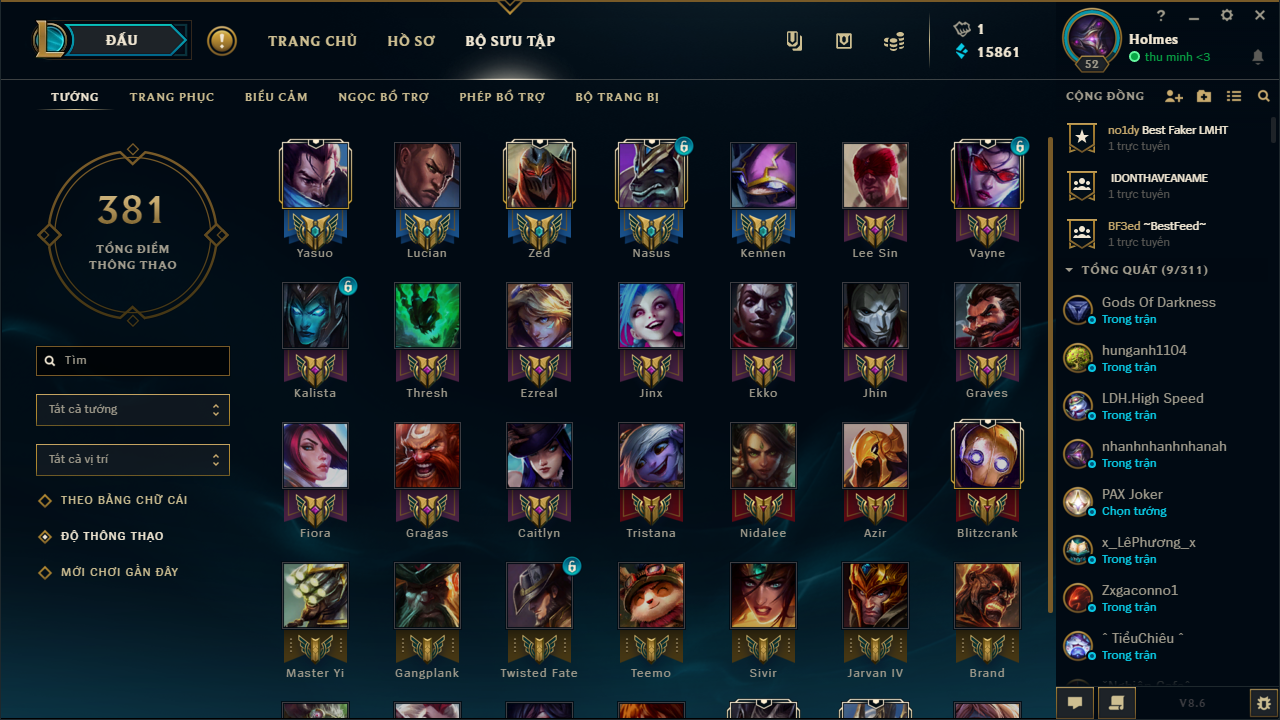 ĐẤU
TRANG CHỦ
HỒ SƠ
BỘ SƯU TẬP
1
15861
52
Holmes
thu minh <3
TƯỚNG
TRANG PHỤC
BIỂU CẢM
NGỌC BỔ TRỢ
PHÉP BỔ TRỢ
BỘ TRANG BỊ
381
TỔNG ĐIỂM
THÔNG THẠO
Tìm
Tất cả tướng
Tất cả vị trí
THEO BẢNG CHỮ CÁI
ĐỘ THÔNG THẠO
MỚI CHƠI GẦN ĐÂY
6
6
Yasuo
Lucian
Zed
Nasus
Kennen
Lee Sin
Vayne
6
Kalista
Thresh
Ezreal
Jinx
Ekko
Jhin
Graves
Fiora
Gragas
Caitlyn
Tristana
Nidalee
Azir
Blitzcrank
6
Master Yi
Gangplank
Twisted Fate
Teemo
Sivir
Jarvan IV
Brand
CỘNG ĐỒNG
no1dy Best Faker LMHT
1 trực tuyến
IDONTHAVEANAME
1 trực tuyến
BF3ed ~BestFeed~
1 trực tuyến
TỔNG QUÁT (9/311)
Gods Of Darkness
Trong trận
hunganh1104
Trong trận
LDH.High Speed
Trong trận
nhanhnhanhnhanah
Trong trận
PAX Joker
Chọn tướng
x_LêPhương_x
Trong trận
Zxgaconno1
Trong trận
ˆ TiểuChiêu ˆ
Trong trận
V8.6